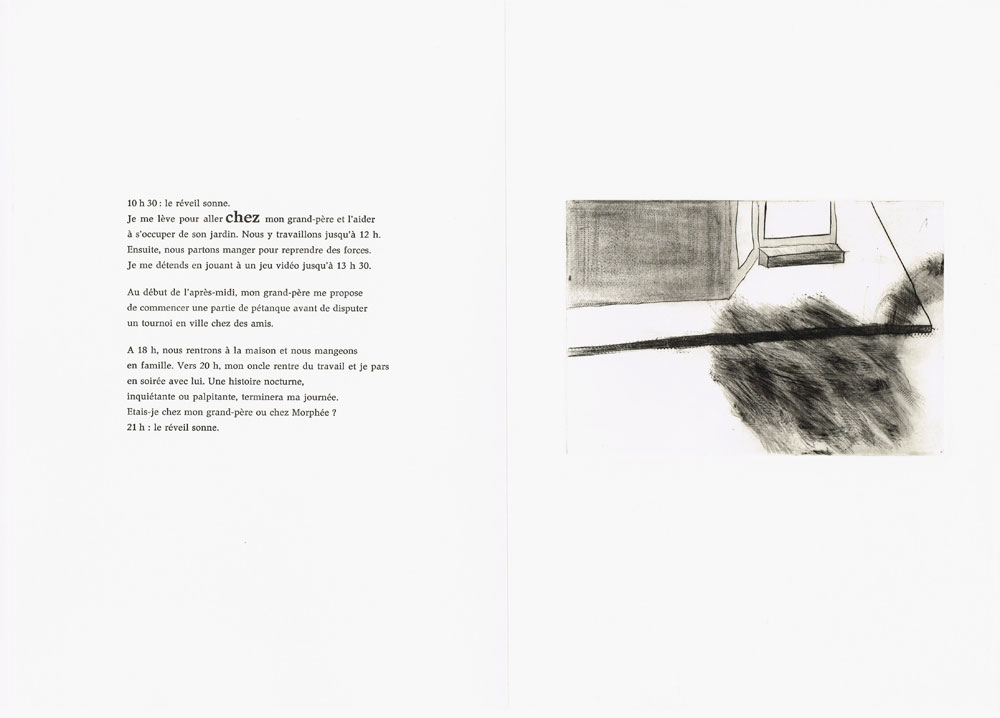 10 h 30 : le réveil sonne.
Je me lève pour aller chez mon grand-père et l'aider
à s'occuper de son jardin. Nous y travaillons jusqu'à 12 h.
Ensuite, nous partons manger pour reprendre des forces.
Je me détends en jouant à un jeu vidéo jusqu'à 13 h 30.
Au début de l'après-midi, mon grand-père me propose
de commencer une partie de pétanque avant de disputer
un tournoi en ville chez des amis.
A 18 h, nous rentrons à la maison et nous mangeons
en famille. Vers 20 h, mon oncle rentre du travail et je pars
en soirée avec lui. Une histoire nocturne,
inquiétante ou palpitante, terminera ma journée.
Etais-je chez mon grand-père ou chez Morphée ?
21 h : le réveil sonne.